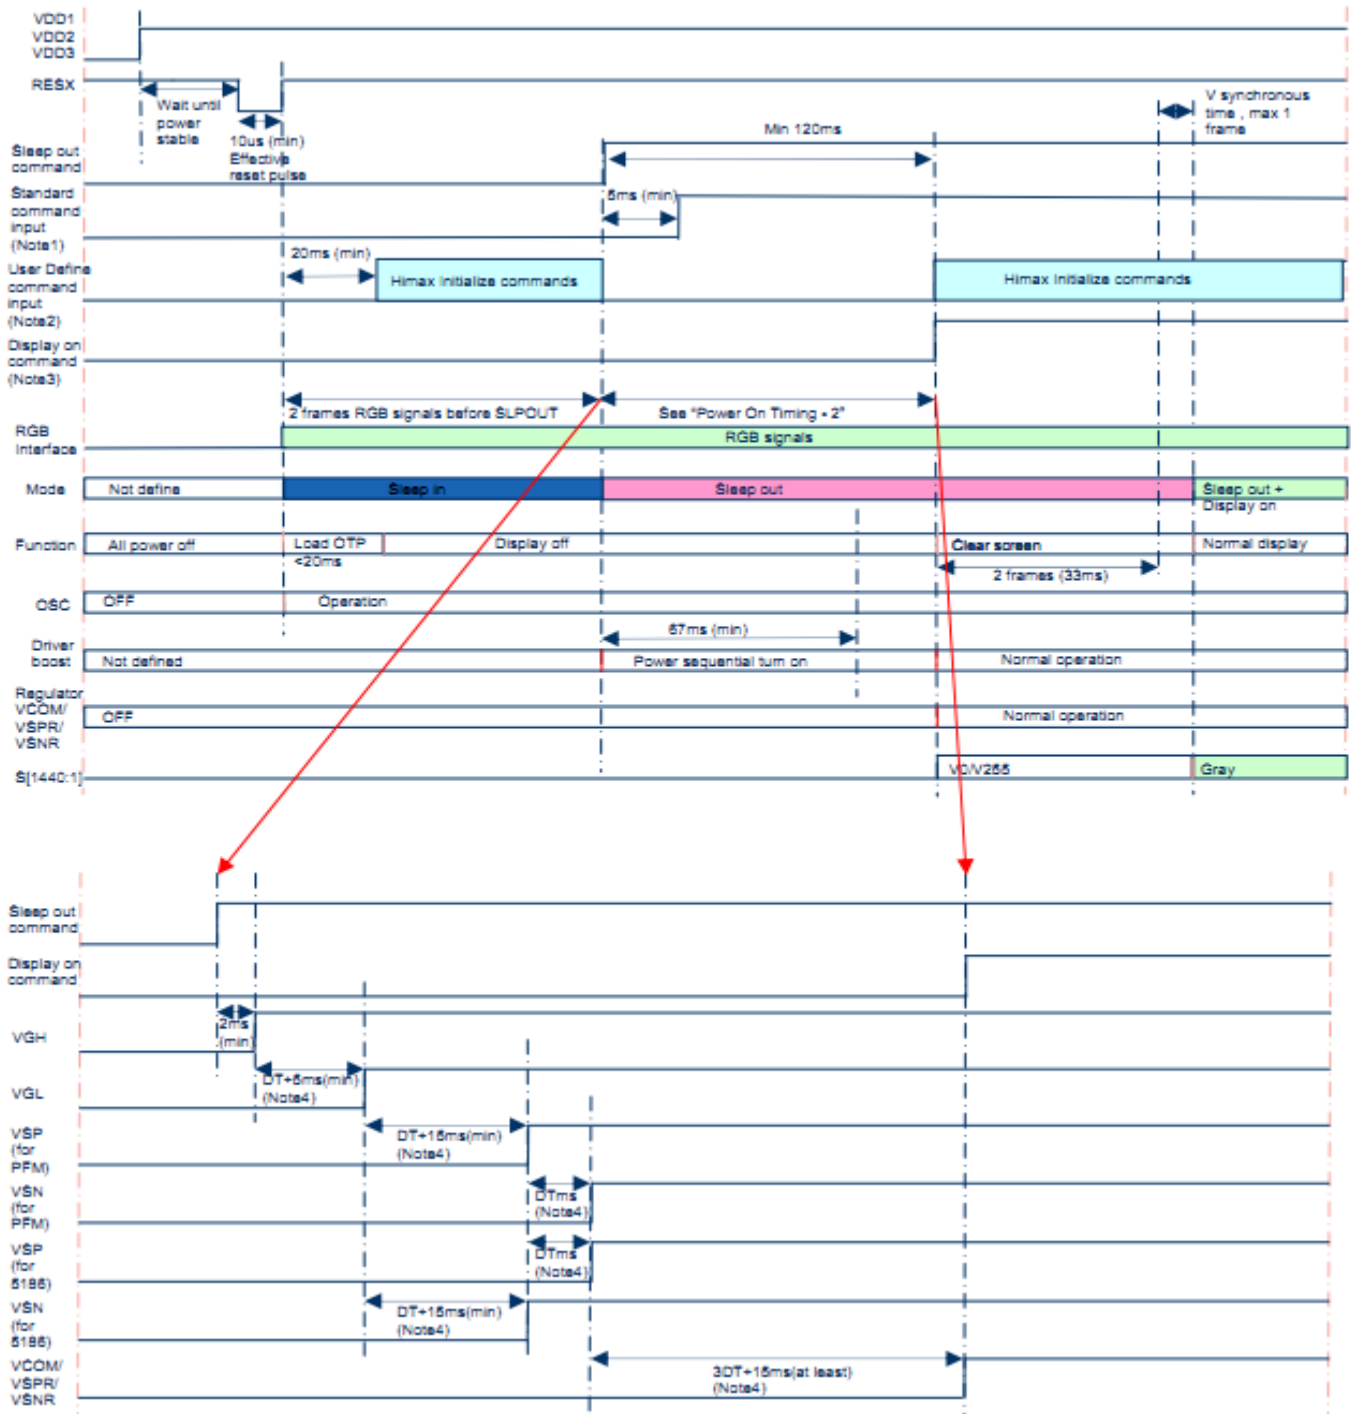 VDD1
VDD2
VDD3
RESX
Wait until
power
stable
10us (min)
Effective
reset pulse
V synchronous
time , max 1
frame
Min 120ms
Sleep out
command
Standard
command
input
(Note1)
5ms (min)
20ms (min)
User Define
command
input
(Note2)
Himax Initialize commands
Himax Initialize commands
Display on
command
(Note3)
2 frames RGB signals before SLPOUT
See "Power On Timing - 2"
RGB
Interface
RGB signals
Mode
Not define
Sleep in
Sleep out
Sleep out +
Display on
Function
All power off
Load OTP
<20ms
Display off
Clear screen
Normal display
2 frames (33ms)
OSC
OFF
Operation
67ms (min)
Driver
boost
Not defined
Power sequential turn on
Normal operation
Regulator
VCOM/
VSPR/
VSNR
OFF
Normal operation
S[1440:1]
V0/V255
Gray
Sleep out
command
Display on
command
2ms
(min)
VGH
DT+5ms(min)
(Note4)
VGL
VSP
(for
PFM)
DT+15ms(min)
(Note4)
VSN
(for
PFM)
DTms
(Note4)
VSP
(for
5186)
DTms
(Note4)
VSN
(for
5186)
DT+15ms(min)
(Note4)
VCOM/
VSPR/
VSNR
3DT+15ms(at least)
(Note4)